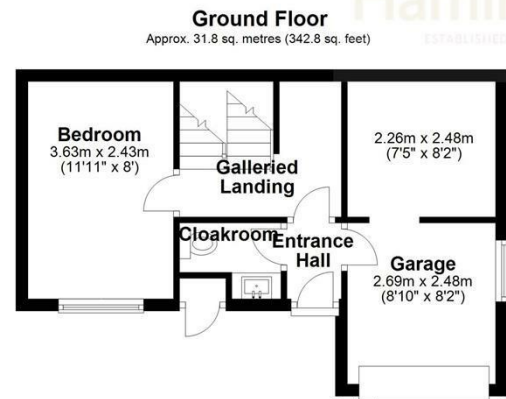 Ground Floor
Approx. 31.8 sq. metres (342.8 sq. feet)
ESTABLISHED
Bedroom
3.63m x 2.43m
(11'11" x 8')
Galleried
Landing
2.26m x 2.48m
(7'5" x 8'2")
Cloakroom
Entrance
Hall
Garage
2.69m x 2.48m
(8'10" x 8'2")